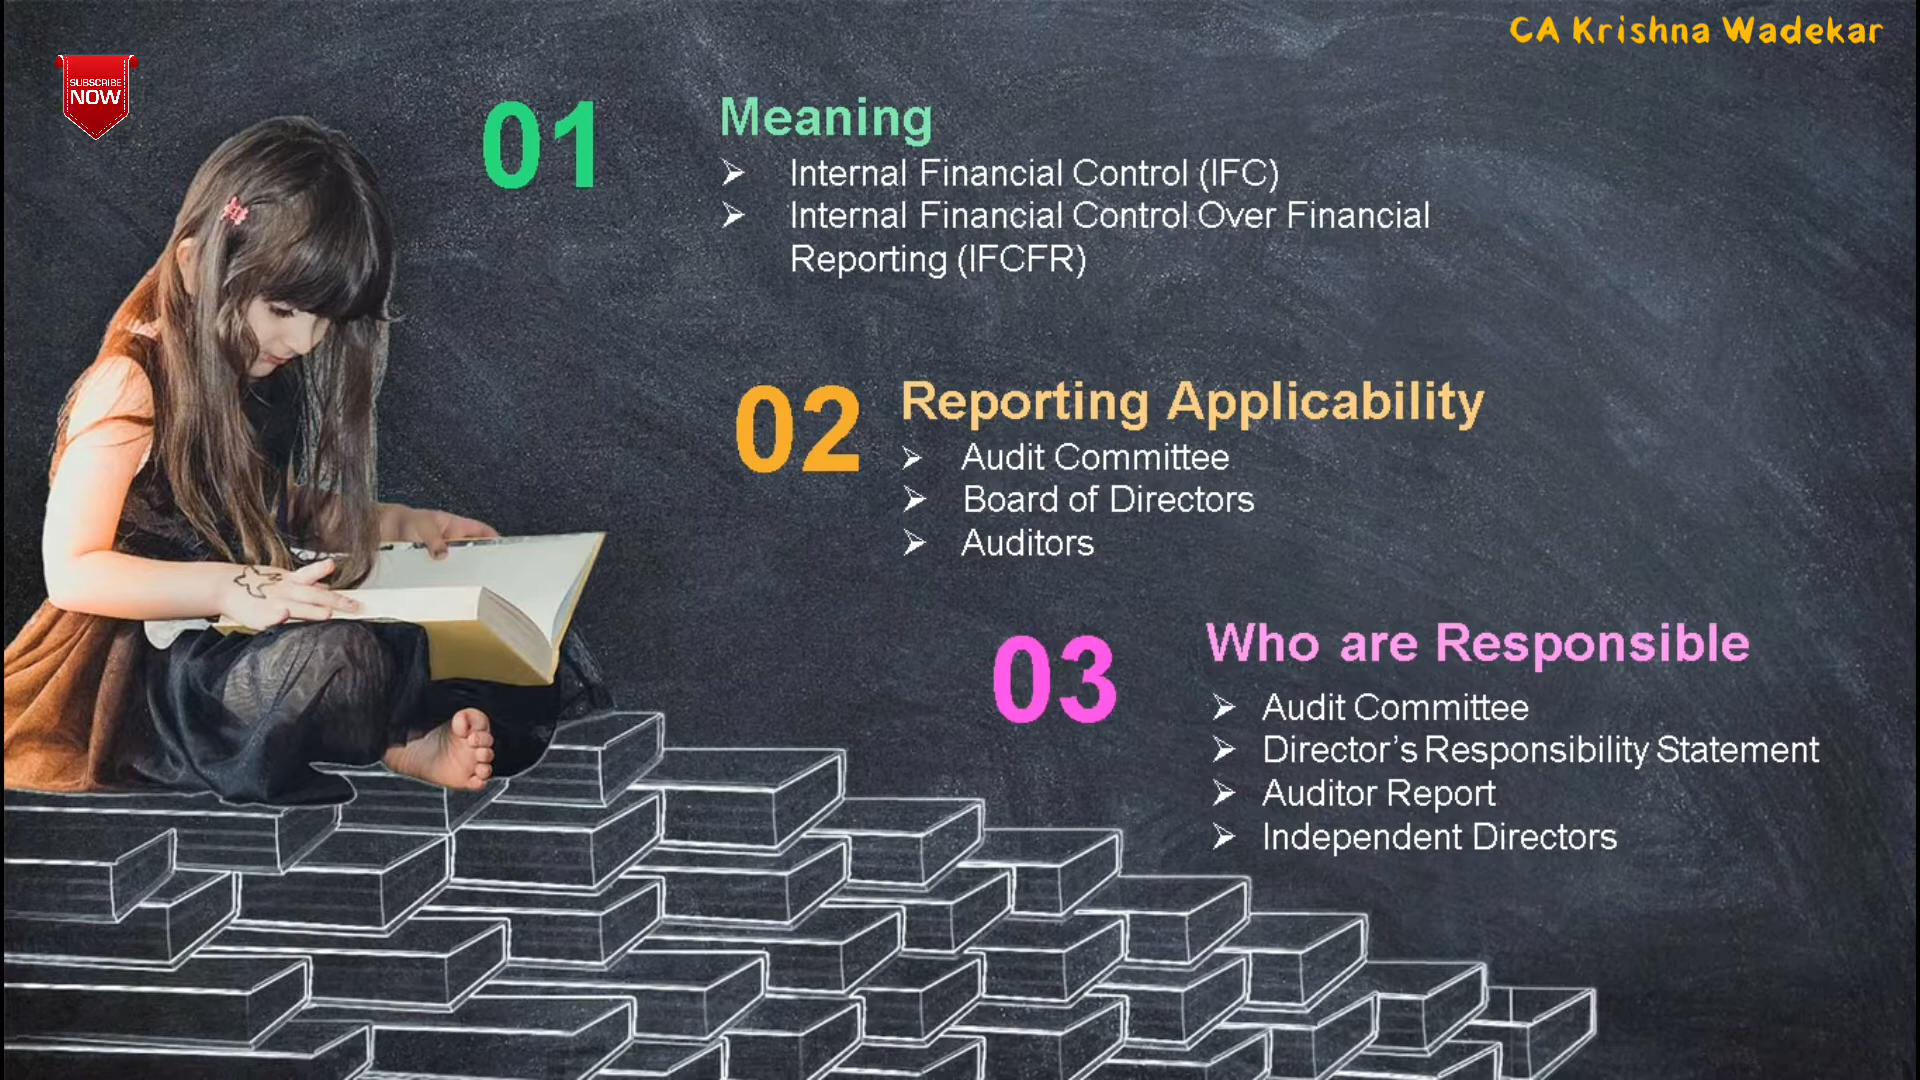 CA Krishna Wadekar
SUBSCRIBE
NOW
01
Meaning
➢ Internal Financial Control (IFC)
➢ Internal Financial Control Over Financial
Reporting (IFCFR)
02
Reporting Applicability
➢ Audit Committee
➢ Board of Directors
➢ Auditors
03
Who are Responsible
➢ Audit Committee
➢ Director’s Responsibility Statement
➢ Auditor Report
➢ Independent Directors